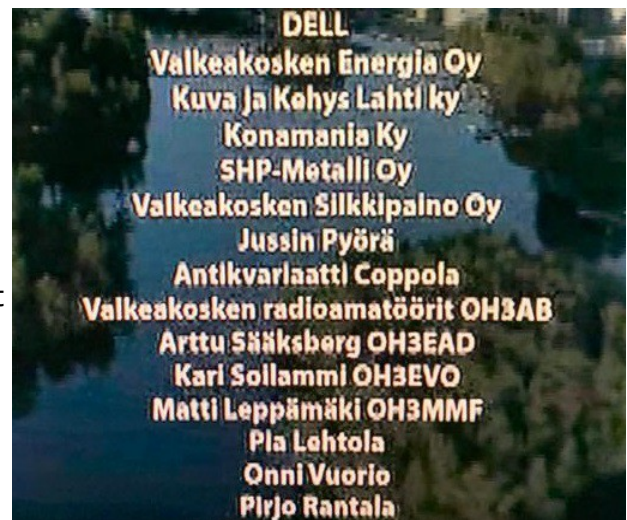 DELL
Valkeakosken Energia Oy
Kuva ja Kehys Lahti ky
Konamania Ky
SHP-Metalli Oy
Valkeakosken Silkkipaino Oy
Jussin Pyörä
Antikvariaatti Coppola
Valkeakosken radioamatöörit OH3AB
Arttu Sääksberg OH3EAD
Kari Soilammi OH3EVO
Matti Leppämäki OH3MMF
Pia Lehtola
Onni Vuorio
Pirjo Rantala